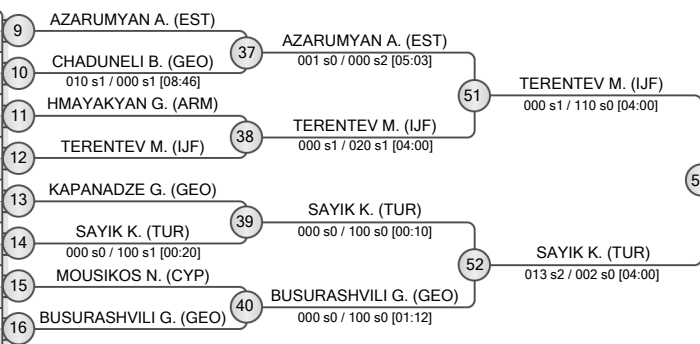 9
AZARUMYAN A. (EST)
10
CHADUNELI B. (GEO)
010 s1 / 000 s1 [08:46]
37
AZARUMYAN A. (EST)
001 s0 / 000 s2 [05:03]
11
HMAYAKYAN G. (ARM)
12
TERENTEV M. (IJF)
38
TERENTEV M. (IJF)
000 s1 / 020 s1 [04:00]
51
TERENTEV M. (IJF)
000 s1 / 110 s0 [04:00]
13
KAPANADZE G. (GEO)
14
SAYIK K. (TUR)
000 s0 / 100 s1 [00:20]
39
SAYIK K. (TUR)
000 s0 / 100 s0 [00:10]
15
MOUSIKOS N. (CYP)
16
BUSURASHVILI G. (GEO)
40
BUSURASHVILI G. (GEO)
000 s0 / 100 s0 [01:12]
52
SAYIK K. (TUR)
013 s2 / 002 s0 [04:00]